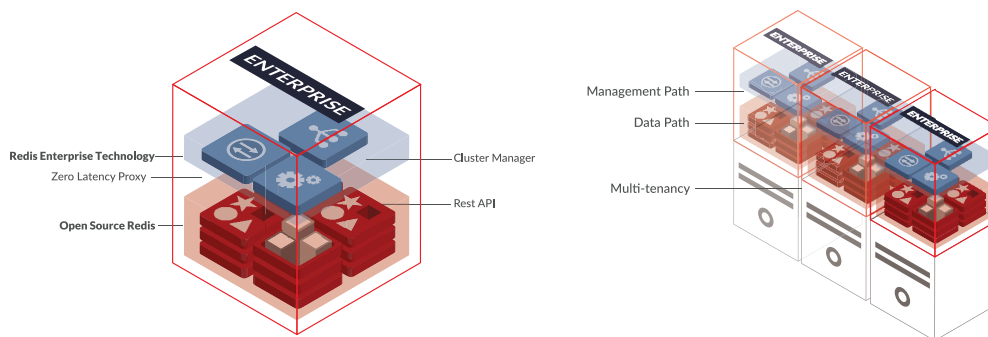 ENTERPRISE
Redis Enterprise Technology
Zero Latency Proxy
Open Source Redis
Cluster Manager
Rest API
ENTERPRISE
ENTERPRISE
ENTERPRISE
Management Path
Data Path
Multi-tenancy